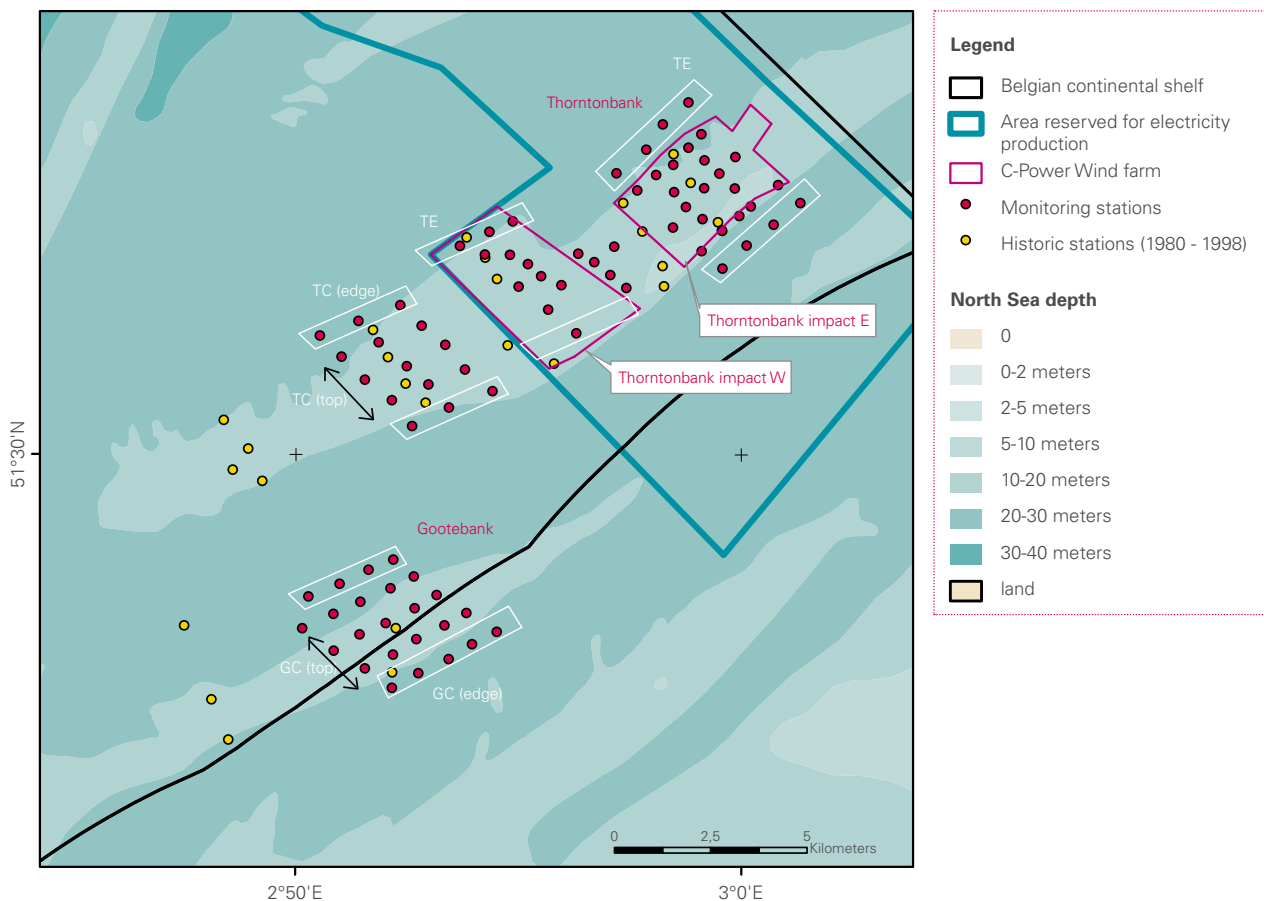 TE
Thorntonbank
TE
TC (edge)
Thorntonbank impact E
Thorntonbank impact W
TC (top)
51°30'N
Gootebank
GC (top)
GC (edge)
0 2,5 5
Kilometers
2°50'E 3°0'E
Legend
Belgian continental shelf
Area reserved for electricity
production
C-Power Wind farm
Monitoring stations
Historic stations (1980 - 1998)
North Sea depth
0
0-2 meters
2-5 meters
5-10 meters
10-20 meters
20-30 meters
30-40 meters
land